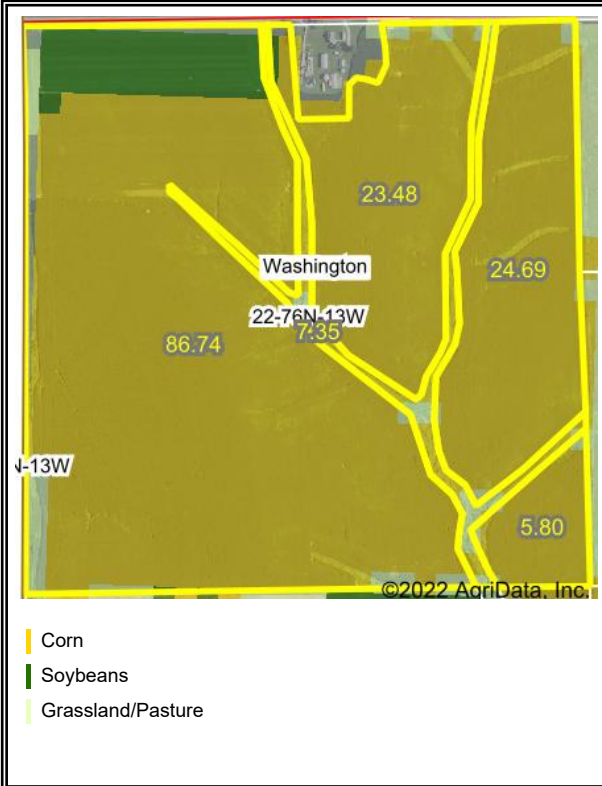 23.48
Washington
24.69
22-76N-13W
7.35
86.74
N-13W
5.80
©2022 AgriData, Inc.
Corn
Soybeans
Grassland/Pasture